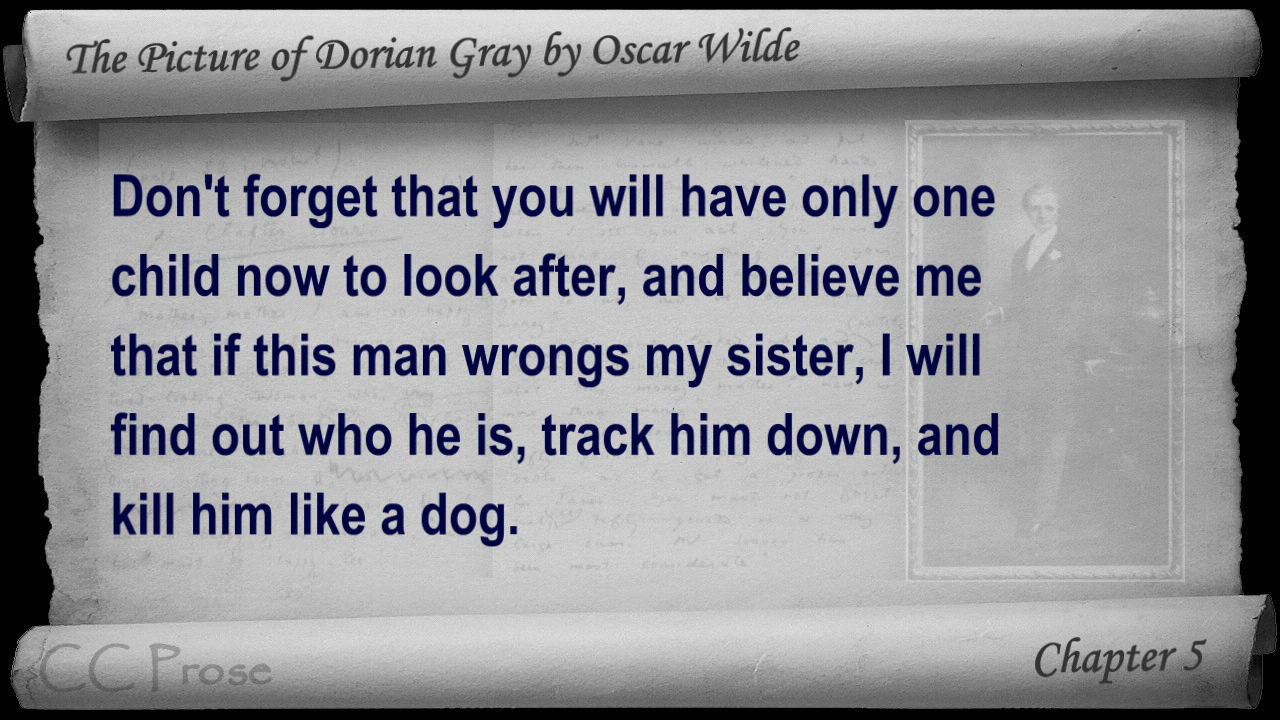 The Picture of Dorian Gray by Oscar Wilde
Don't forget that you will have only one
child now to look after, and believe me
that if this man wrongs my sister, I will
find out who he is, track him down, and
kill him like a dog.
CC Prose
Chapter 5